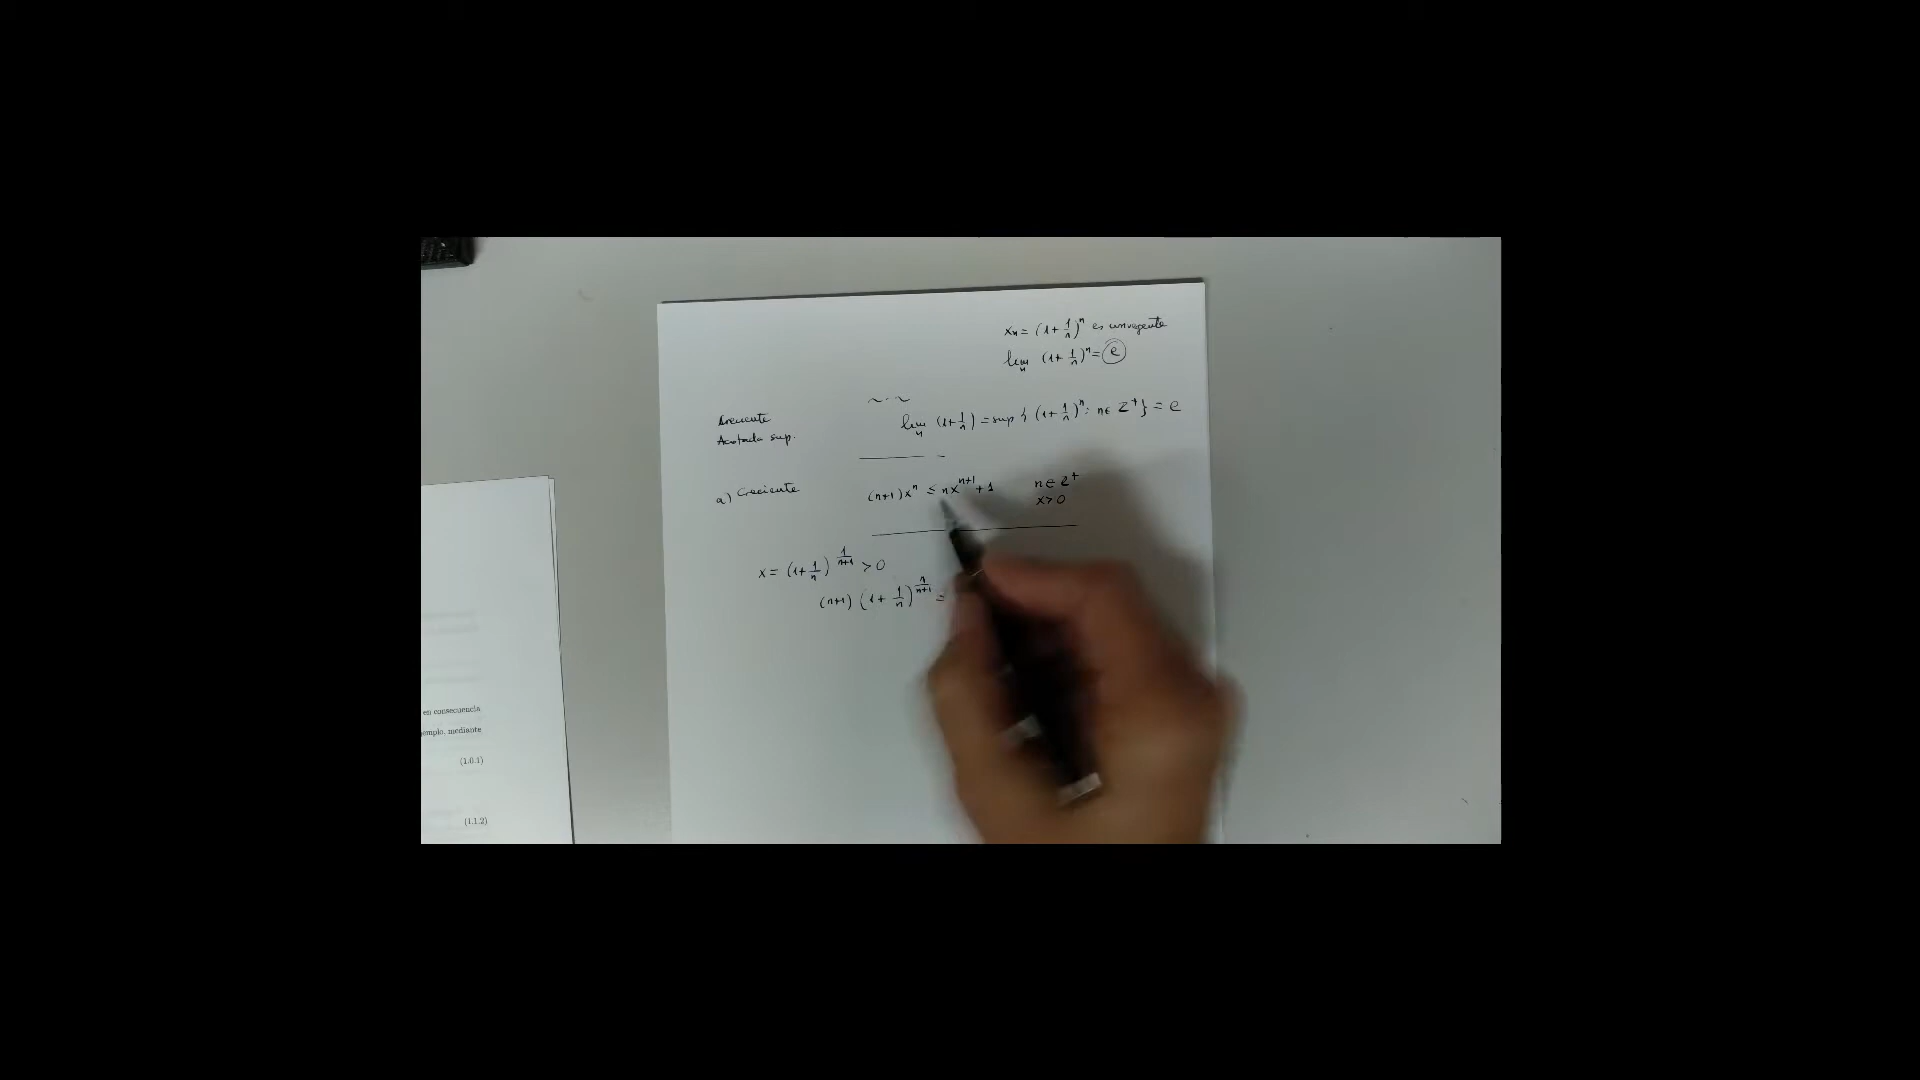 xₙ = (1 + 1/n)ⁿ es convergente
lim (1 + 1/n)ⁿ = e
n
Creciente
Acotada sup.
lim (1 + 1/n) = sup { (1 + 1/n)ⁿ : n ∈ Z⁺ } = e
n
a) Creciente
(n+1)xⁿ ≤ nxⁿ⁺¹ + 1
n ∈ Z⁺
x > 0
x = (1 + 1/n)^(1/(n+1)) > 0
(n+1) (1 + 1/n)^(n/(n+1)) =
en consecuencia
emplo, mediante
(1.0.1)
(1.1.2)